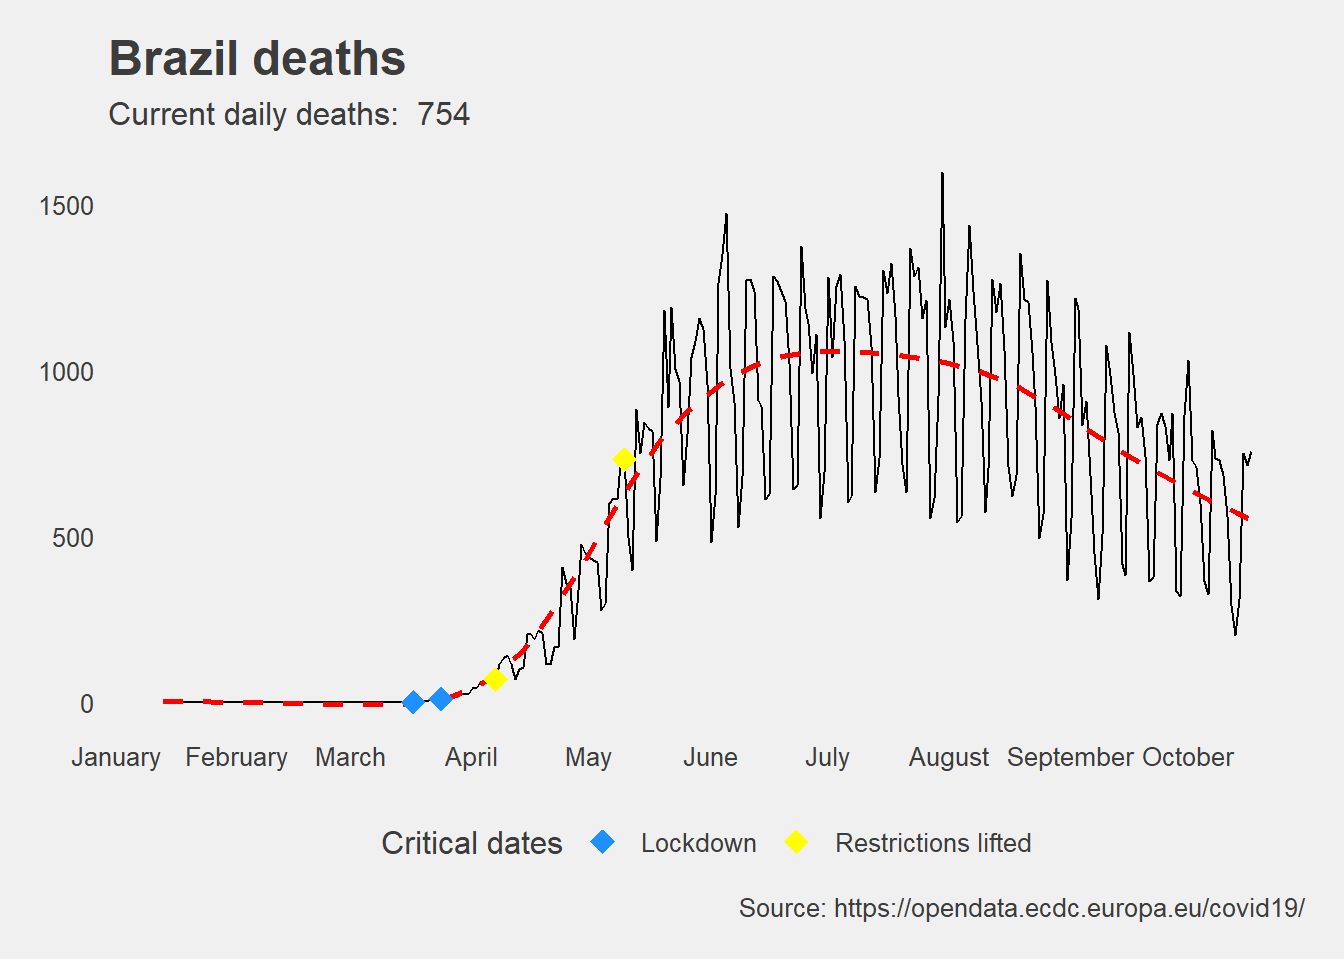 Brazil deaths
Current daily deaths:  754
1500
1000
500
0
January February March April May June July August September October
Critical dates Lockdown Restrictions lifted
Source: https://opendata.ecdc.europa.eu/covid19/